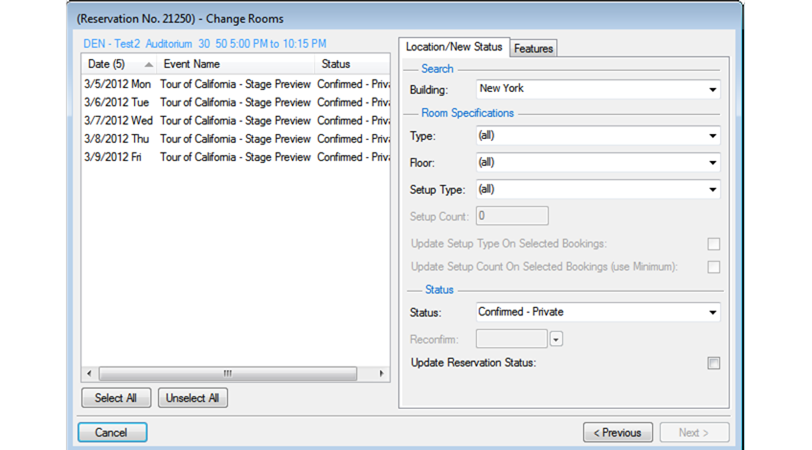 (Reservation No. 21250) - Change Rooms
DEN - Test2 Auditorium 30 50 5:00 PM to 10:15 PM
Date (5) Event Name Status
3/5/2012 Mon Tour of California - Stage Preview Confirmed - Priva
3/6/2012 Tue Tour of California - Stage Preview Confirmed - Priva
3/7/2012 Wed Tour of California - Stage Preview Confirmed - Priva
3/8/2012 Thu Tour of California - Stage Preview Confirmed - Priva
3/9/2012 Fri Tour of California - Stage Preview Confirmed - Priva
Select All Unselect All
Location/New Status Features
Search
Building: New York
Room Specifications
Type: (all)
Floor: (all)
Setup Type: (all)
Setup Count: 0
Update Setup Type On Selected Bookings:
Update Setup Count On Selected Bookings (use Minimum):
Status
Status: Confirmed - Private
Reconfirm:
Update Reservation Status:
Cancel < Previous Next >